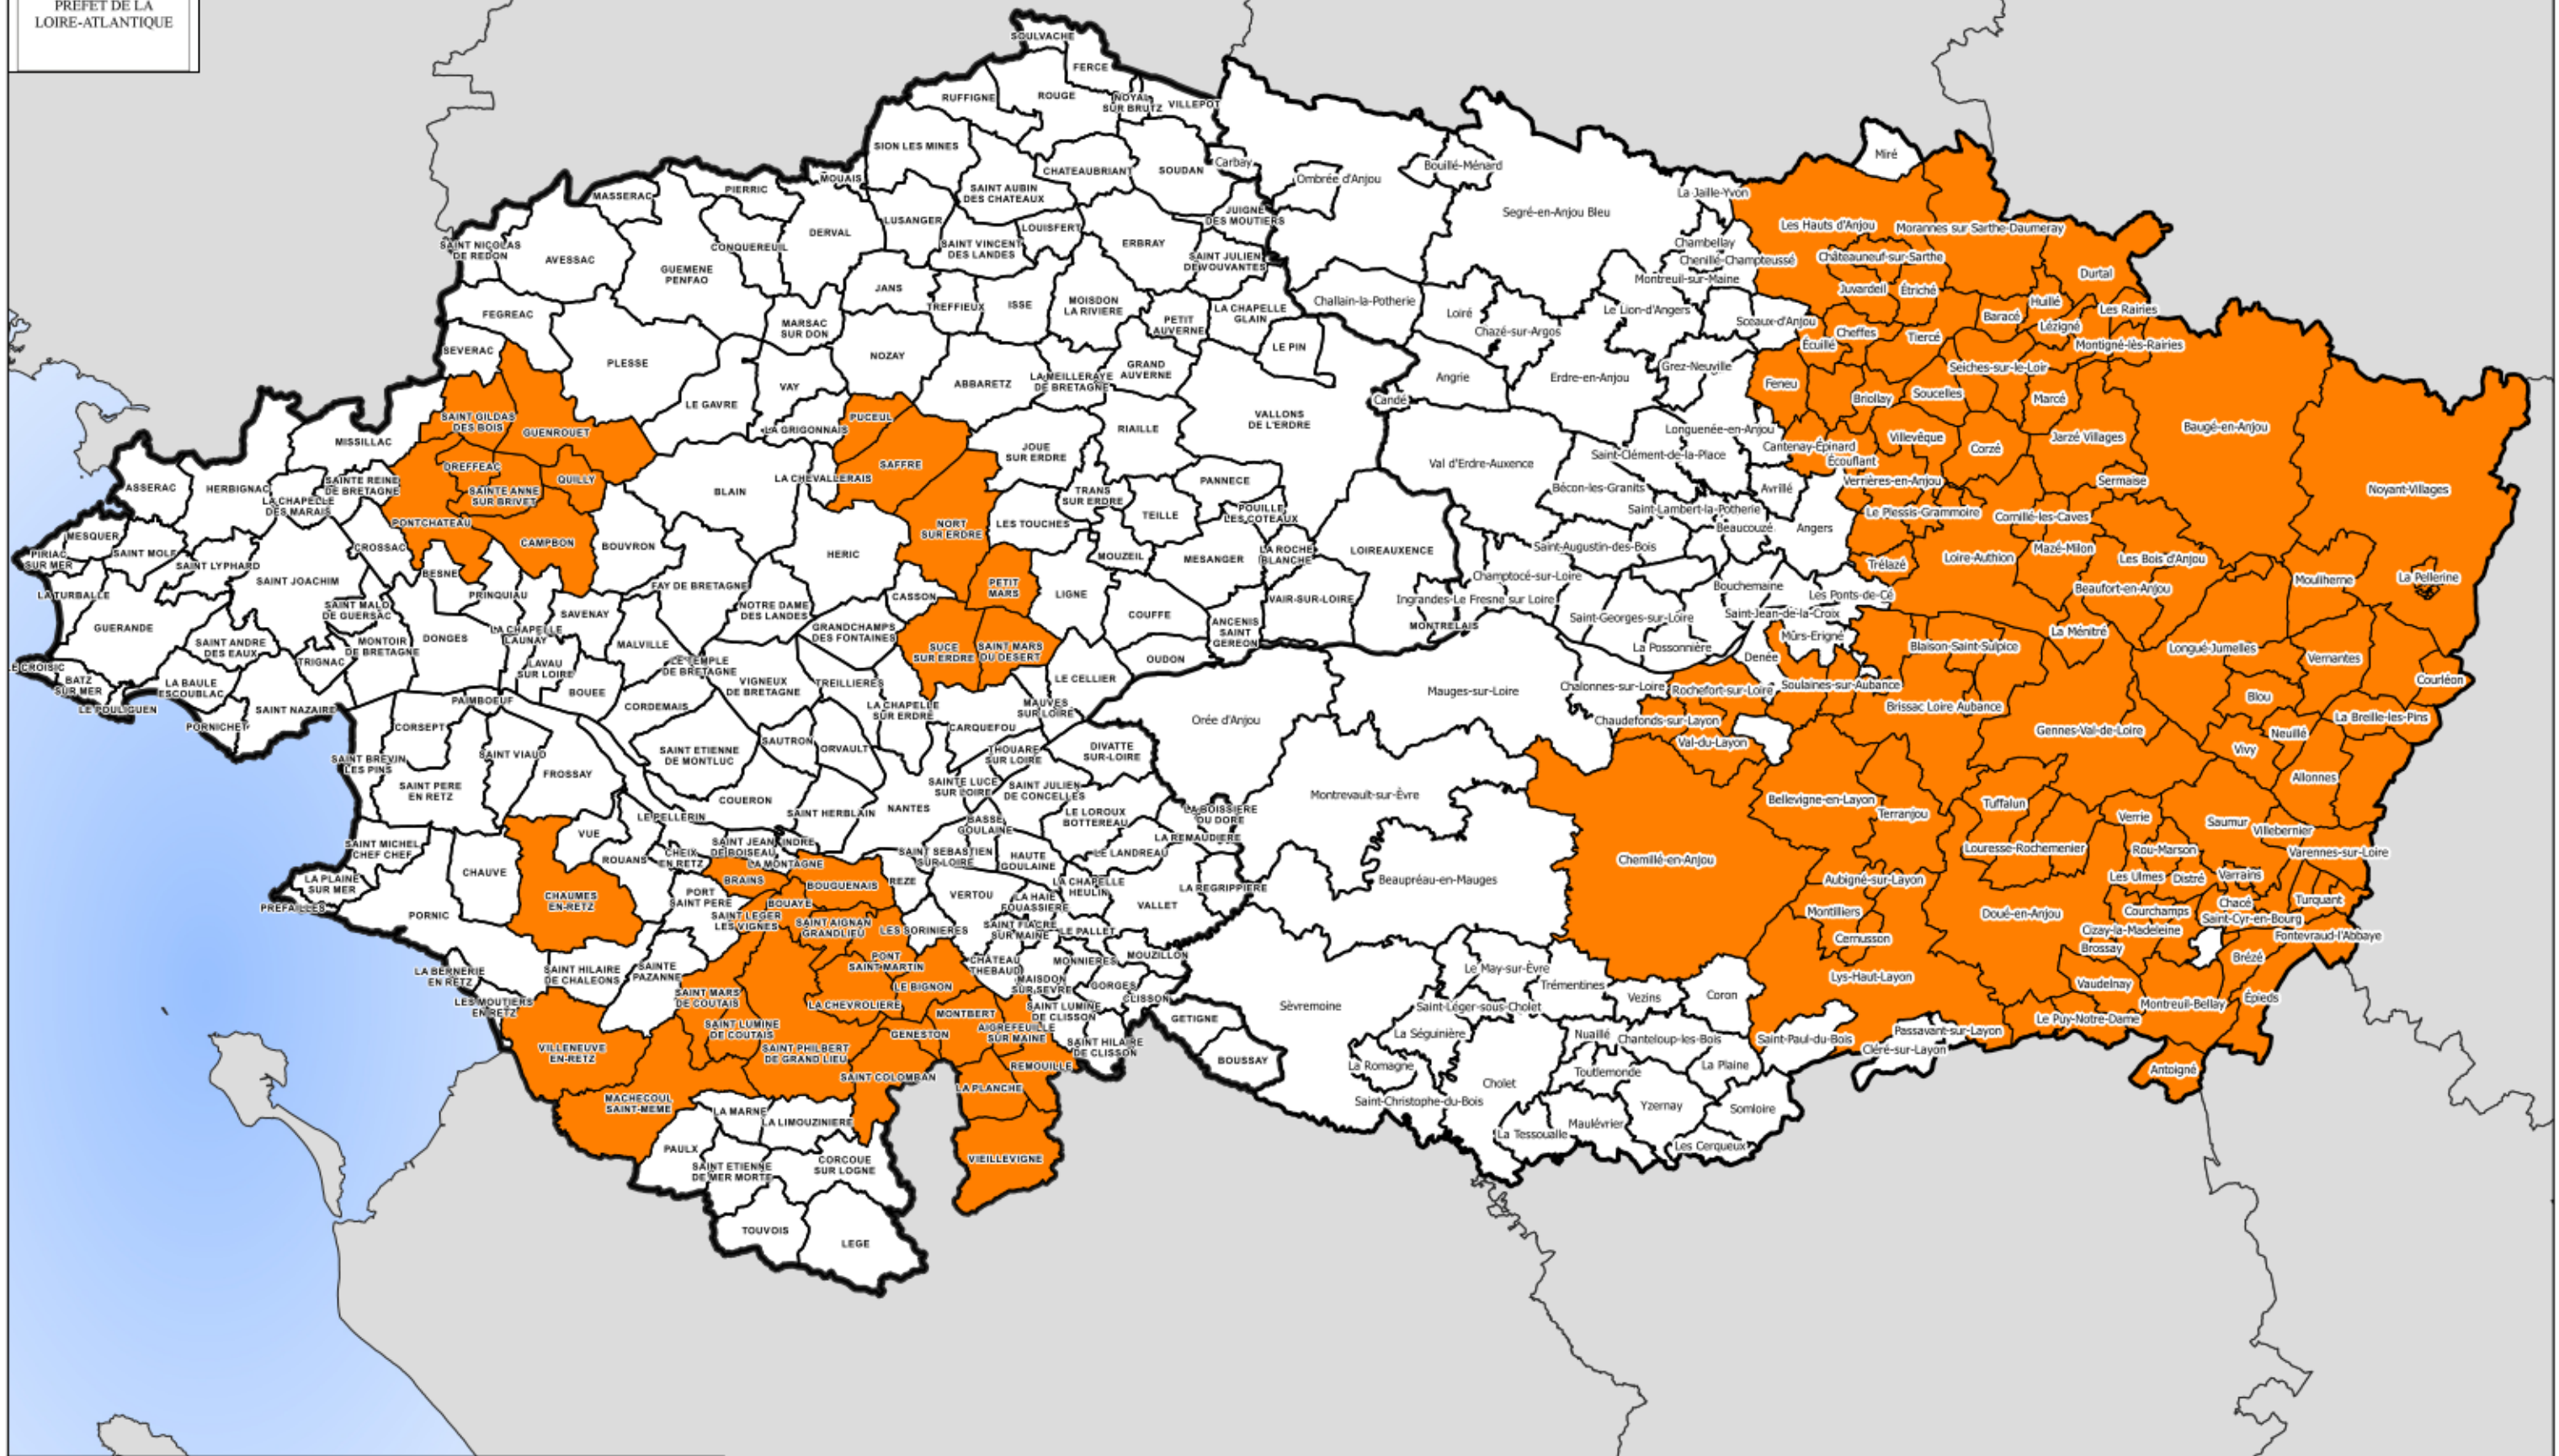 PREFET DE LA
LOIRE-ATLANTIQUE
SOULVACHE
FERCE
RUFFIGNE
ROUGE
NOYAL
SUR BRUTZ
VILLEPOT
SION LES MINES
MOUAIS
PIERRIC
MASSERAC
SAINT AUBIN
DES CHATEAUX
CHATEAUBRIANT
SOUDAN
Carbay
Ombrée d'Anjou
Bouillé-Ménard
Segré-en-Anjou Bleu
La Jaille-Yvon
Miré
Les Hauts d'Anjou
Morannes sur Sarthe-Daumeray
SAINT NICOLAS
DE REDON
AVESSAC
GUEMENE
PENFAO
CONQUEREUIL
DERVAL
LUSANGER
SAINT VINCENT
DES LANDES
LOUISFERT
ERBRAY
JUIGNE
DES MOUTIERS
SAINT JULIEN
DE VOUVANTES
Chambellay
Chenillé-Champteussé
Montreuil-sur-Maine
Châteauneuf-sur-Sarthe
Durtal
FEGREAC
JANS
TREFFIEUX
ISSE
MOISDON
LA RIVIERE
LA CHAPELLE
GLAIN
PETIT
AUVERNE
Challain-la-Potherie
Loiré
Chazé-sur-Argos
Le Lion-d'Angers
Sceaux-d'Anjou
Juvardeil
Étriché
Huillé
Baracé
Les Rairies
Lézigné
Cheffes
Écuillé
Tiercé
Montigné-lès-Rairies
SEVERAC
PLESSE
MARSAC
SUR DON
NOZAY
VAY
LE GAVRE
ABBARETZ
LA MEILLERAYE
DE BRETAGNE
GRAND
AUVERNE
LE PIN
Candé
Angrie
Erdre-en-Anjou
Grez-Neuville
Feneu
Briollay
Soucelles
Seiches-sur-le-Loir
Marcé
Baugé-en-Anjou
SAINT GILDAS
DES BOIS
GUENROUET
MISSILLAC
LA GRIGONNAIS
PUCEUL
SAFFRE
LA CHEVALLERAIS
JOUE
SUR ERDRE
RIAILLE
VALLONS
DE L'ERDRE
Val d'Erdre-Auxence
Longuenée-en-Anjou
Saint-Clément-de-la-Place
Cantenay-Épinard
Écouflant
Villevêque
Corzé
Jarzé Villages
Sermaise
Noyant-Villages
ASSERAC
HERBIGNAC
LA CHAPELLE
DES MARAIS
SAINTE REINE
DE BRETAGNE
DREFFEAC
SAINTE ANNE
SUR BRIVET
QUILLY
BLAIN
PONTCHATEAU
CAMPBON
BOUVRON
HERIC
NORT
SUR ERDRE
LES TOUCHES
TRANS
SUR ERDRE
PANNECE
TEILLE
POUILLE
LES COTEAUX
Bécon-les-Granits
Saint-Lambert-la-Potherie
Avrillé
Verrières-en-Anjou
Beaucouzé
Angers
Le Plessis-Grammoire
Cornillé-les-Caves
MESQUER
PIRIAC
SUR MER
SAINT MOLF
SAINT LYPHARD
CROSSAC
SAINT JOACHIM
BESNE
PRINQUIAU
LA TURBALLE
GUERANDE
SAINT MALO
DE GUERSAC
FAY DE BRETAGNE
NOTRE DAME
DES LANDES
CASSON
PETIT
MARS
LIGNE
MOUZEIL
MESANGER
LA ROCHE
BLANCHE
LOIREAUXENCE
Saint-Augustin-des-Bois
Champtocé-sur-Loire
Trélazé
Loire-Authion
Mazé-Milon
Les Bois d'Anjou
Beaufort-en-Anjou
Mouliherne
La Pellerine
Bouchemaine
Les Ponts-de-Cé
Ingrandes-Le Fresne sur Loire
Saint-Georges-sur-Loire
Saint-Jean-de-la-Croix
Mûrs-Erigné
SAVENAY
LA CHAPELLE
LAUNAY
MALVILLE
GRANDCHAMPS
DES FONTAINES
SUCE
SUR ERDRE
SAINT MARS
DU DESERT
COUFFE
ANCENIS
SAINT
GEREON
VAIR-SUR-LOIRE
MONTRELAIS
SAINT ANDRE
DES EAUX
MONTOIR
DE BRETAGNE
DONGES
TRIGNAC
LAVAU
SUR LOIRE
LE TEMPLE
DE BRETAGNE
BOUEE
CORDEMAIS
VIGNEUX
DE BRETAGNE
TREILLIERES
LE CELLIER
OUDON
La Possonnière
Denée
Blaison-Saint-Sulpice
La Ménitré
Longué-Jumelles
Vernantes
Courléon
LE CROISIC
BATZ
SUR MER
LE POULIGUEN
LA BAULE
ESCOUBLAC
PORNICHET
SAINT NAZAIRE
PAIMBOEUF
CORSEPT
LA CHAPELLE
SUR ERDRE
CARQUEFOU
MAUVES
SUR LOIRE
Orée d'Anjou
Mauges-sur-Loire
Chalonnes-sur-Loire
Rochefort-sur-Loire
Soulaines-sur-Aubance
Chaudefonds-sur-Layon
Val-du-Layon
Brissac Loire Aubance
Gennes-Val-de-Loire
Blou
La Breille-les-Pins
Neuillé
Vivy
Allonnes
SAINT BREVIN
LES PINS
SAINT VIAUD
FROSSAY
SAINT PERE
EN RETZ
SAINT ETIENNE
DE MONTLUC
SAUTRON
ORVAULT
THOUARE
SUR LOIRE
DIVATTE
SUR-LOIRE
SAINTE LUCE
SUR LOIRE
SAINT JULIEN
DE CONCELLES
COUERON
SAINT HERBLAIN
NANTES
LE PELLERIN
BASSE
GOULAINE
LE LOROUX
BOTTEREAU
LA BOISSIERE
DU DORE
LA REMAUDIERE
Montrevault-sur-Èvre
Bellevigne-en-Layon
Terranjou
Tuffalun
Verrie
Saumur
Villebernier
VUE
ROUANS
CHEIX
EN RETZ
SAINT JEAN
DE BOISEAU
INDRE
LA MONTAGNE
SAINT SEBASTIEN
SUR LOIRE
HAUTE
GOULAINE
LE LANDREAU
Chemillé-en-Anjou
Louresse-Rochemenier
Rou-Marson
Varennes-sur-Loire
SAINT MICHEL
CHEF CHEF
LA PLAINE
SUR MER
PREFAILLES
PORNIC
CHAUVE
CHAUMES
EN-RETZ
PORT
SAINT PERE
BRAINS
BOUGUENAIS
BOUAYE
REZE
VERTOU
LA HAIE
FOUASSIERE
LA CHAPELLE
HEULIN
VALLET
LA REGRIPPIERE
Beaupréau-en-Mauges
Aubigné-sur-Layon
Les Ulmes
Distré
Varrains
Chacé
Turquant
Montilliers
Cernusson
Doué-en-Anjou
Courchamps
Saint-Cyr-en-Bourg
Cizay-la-Madeleine
Fontevraud-l'Abbaye
Brossay
Brézé
SAINT LEGER
LES VIGNES
SAINT AIGNAN
GRANDLIEU
LES SORINIERES
SAINT FIACRE
SUR MAINE
LE PALLET
PONT
SAINT MARTIN
CHÂTEAU
THEBAUD
MONNIERES
MOUZILLON
LA BERNERIE
EN RETZ
SAINT HILAIRE
DE CHALEONS
SAINTE
PAZANNE
LES MOUTIERS
EN RETZ
SAINT MARS
DE COUTAIS
LA CHEVROLIERE
LE BIGNON
MAISDON
SUR SEVRE
GORGES
CLISSON
GETIGNE
Le May-sur-Èvre
Trémentines
Vezins
Coron
Lys-Haut-Layon
Vaudelnay
Montreuil-Bellay
Épieds
Le Puy-Notre-Dame
Sèvremoine
Saint-Léger-sous-Cholet
SAINT LUMINE
DE CLISSON
MONTBERT
AIGREFEUILLE
SUR MAINE
GENESTON
SAINT LUMINE
DE COUTAIS
VILLENEUVE
EN-RETZ
SAINT PHILBERT
DE GRAND LIEU
SAINT HILAIRE
DE CLISSON
BOUSSAY
La Séguinière
Nuaillé
Chanteloup-les-Bois
Saint-Paul-du-Bois
Passavant-sur-Layon
Cléré-sur-Layon
Antoigné
SAINT COLOMBAN
REMOUILLE
LA PLANCHE
La Romagne
Cholet
Toutlemonde
La Plaine
Saint-Christophe-du-Bois
MACHECOUL
SAINT-MEME
LA MARNE
LA LIMOUZINIERE
PAULX
SAINT ETIENNE
DE MER MORTE
CORCOUE
SUR LOGNE
VIEILLEVIGNE
La Tessoualle
Maulévrier
Yzernay
Somloire
Les Cerqueux
TOUVOIS
LEGE